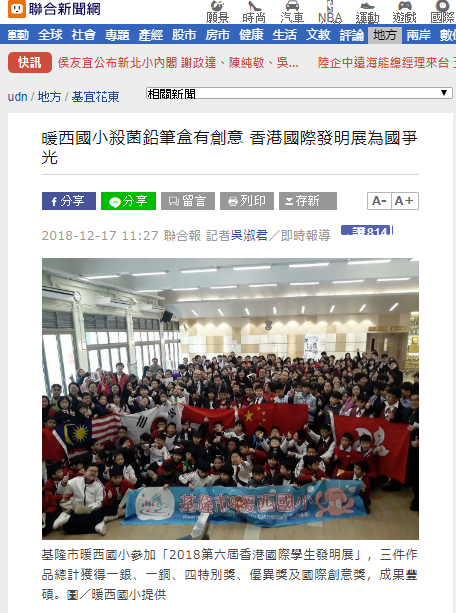 聯合新聞網
願景 時尚 汽車 NBA 運動 遊戲 國際
運動 全球 社會 專題 產經 股市 房市 健康 生活 文教 評論 地方 兩岸 數位
快訊 侯友宜公布新北小內閣 謝政達、陳純敬、吳... 陸企中遠海能總經理來台
udn / 地方 / 基宜花東
相關新聞
暖西國小殺菌鉛筆盒有創意 香港國際發明展為國爭
光
分享 分享 留言 列印 存新 A- A+
2018-12-17 11:27 聯合報 記者吳淑君／即時報導 讚814
基隆市暖西國小
基隆市暖西國小參加「2018第六屆香港國際學生發明展」，三件作
品總計獲得一銀、一銅、四特別獎、優異獎及國際創意獎，成果豐
碩。圖／暖西國小提供